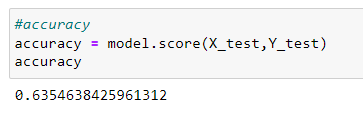 #accuracy
accuracy = model.score(X_test,Y_test)
accuracy
0.6354638425961312